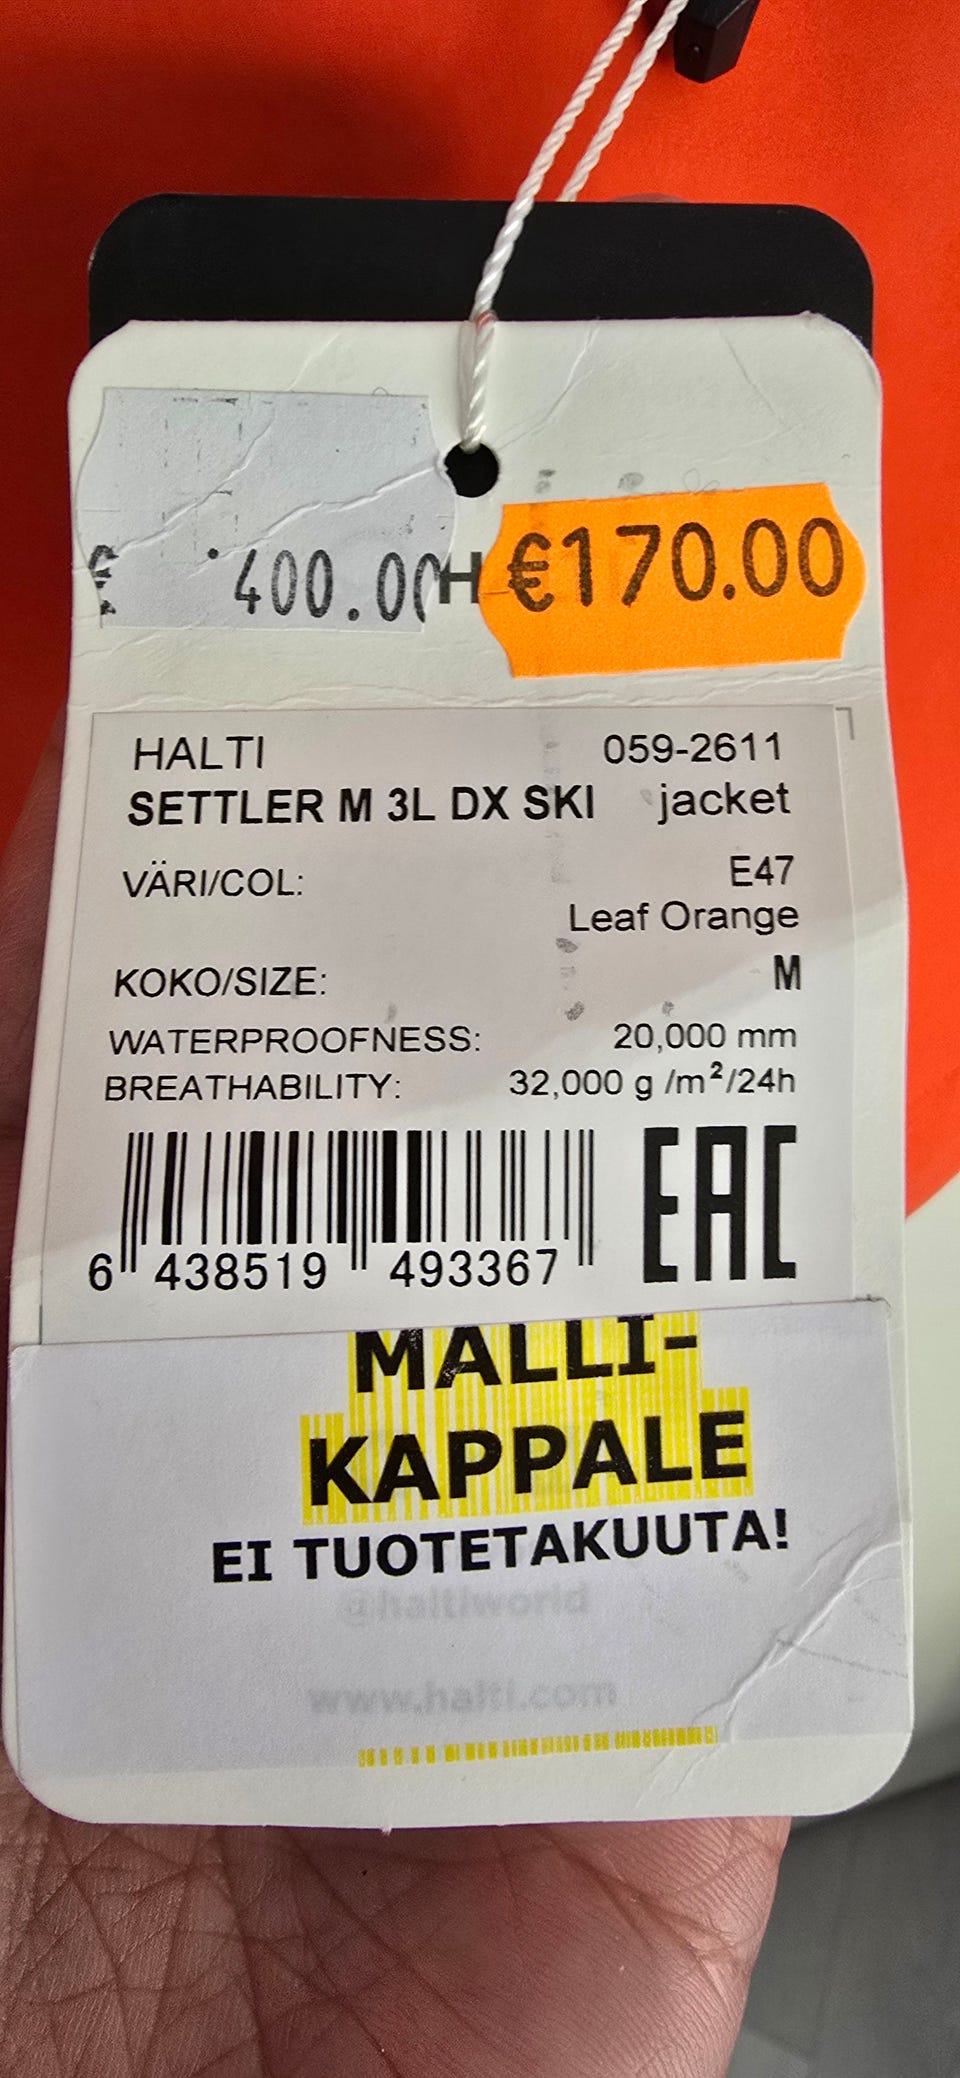 € 400.00
H
€170.00
HALTI 059-2611
SETTLER M 3L DX SKI jacket
VÄRI/COL: E47
Leaf Orange
KOKO/SIZE: M
WATERPROOFNESS: 20,000 mm
BREATHABILITY: 32,000 g /m²/24h
EAC
6 438519 493367
MALLI-
KAPPALE
EI TUOTETAKUUTA!
@haltiworld
www.halti.com